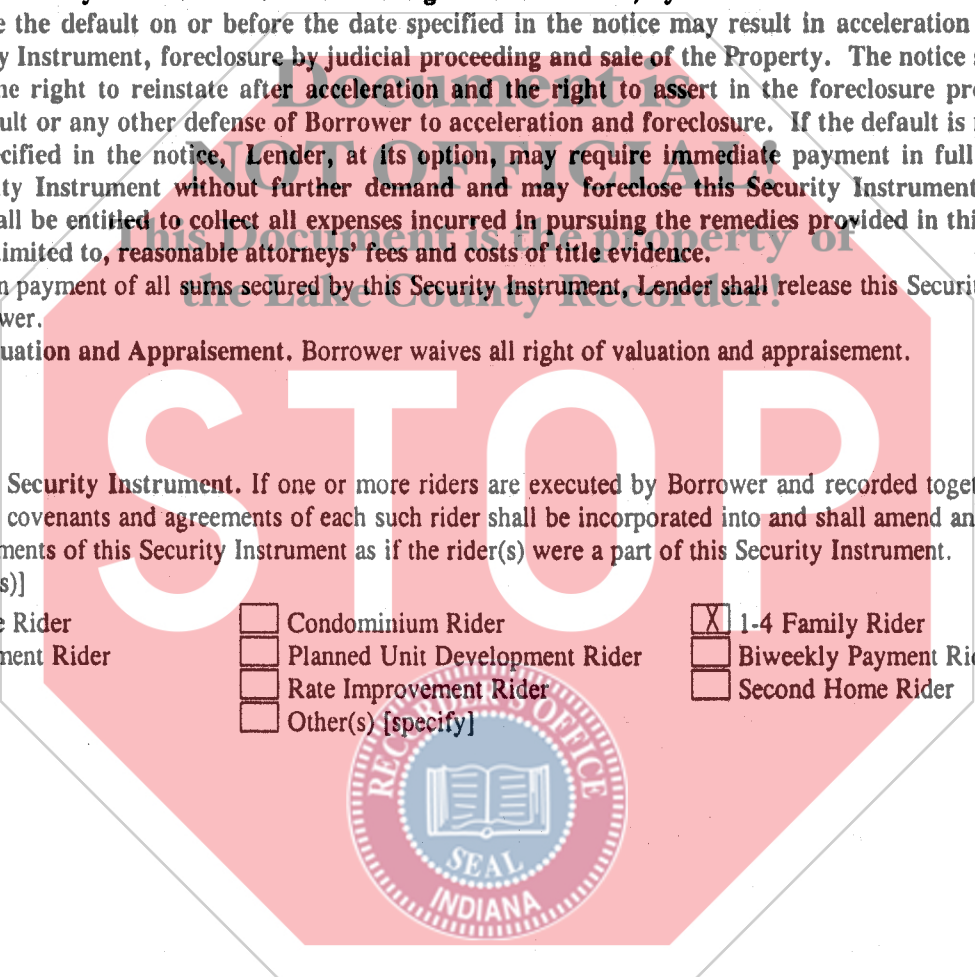 e the default on or before the date specified in the notice may result in acceleration
y Instrument, foreclosure by judicial proceeding and sale of the Property. The notice
ne right to reinstate after acceleration and the right to assert in the foreclosure pro
ult or any other defense of Borrower to acceleration and foreclosure. If the default is
cified in the notice, Lender, at its option, may require immediate payment in full
ity Instrument without further demand and may foreclose this Security Instrument
all be entitled to collect all expenses incurred in pursuing the remedies provided in thi
limited to, reasonable attorneys' fees and costs of title evidence.
n payment of all sums secured by this Security Instrument, Lender shall release this Securit
wer.
uation and Appraisement. Borrower waives all right of valuation and appraisement.
Security Instrument. If one or more riders are executed by Borrower and recorded toget
covenants and agreements of each such rider shall be incorporated into and shall amend an
ments of this Security Instrument as if the rider(s) were a part of this Security Instrument.
s)]
e Rider Condominium Rider X 1-4 Family Rider
ment Rider Planned Unit Development Rider Biweekly Payment Ri
Rate Improvement Rider Second Home Rider
Other(s) [specify]
Document is
NOT OFFICIAL!
This Document is the property of
the Lake County Recorder!
STOP
RECORDER'S OFFICE
SEAL
INDIANA